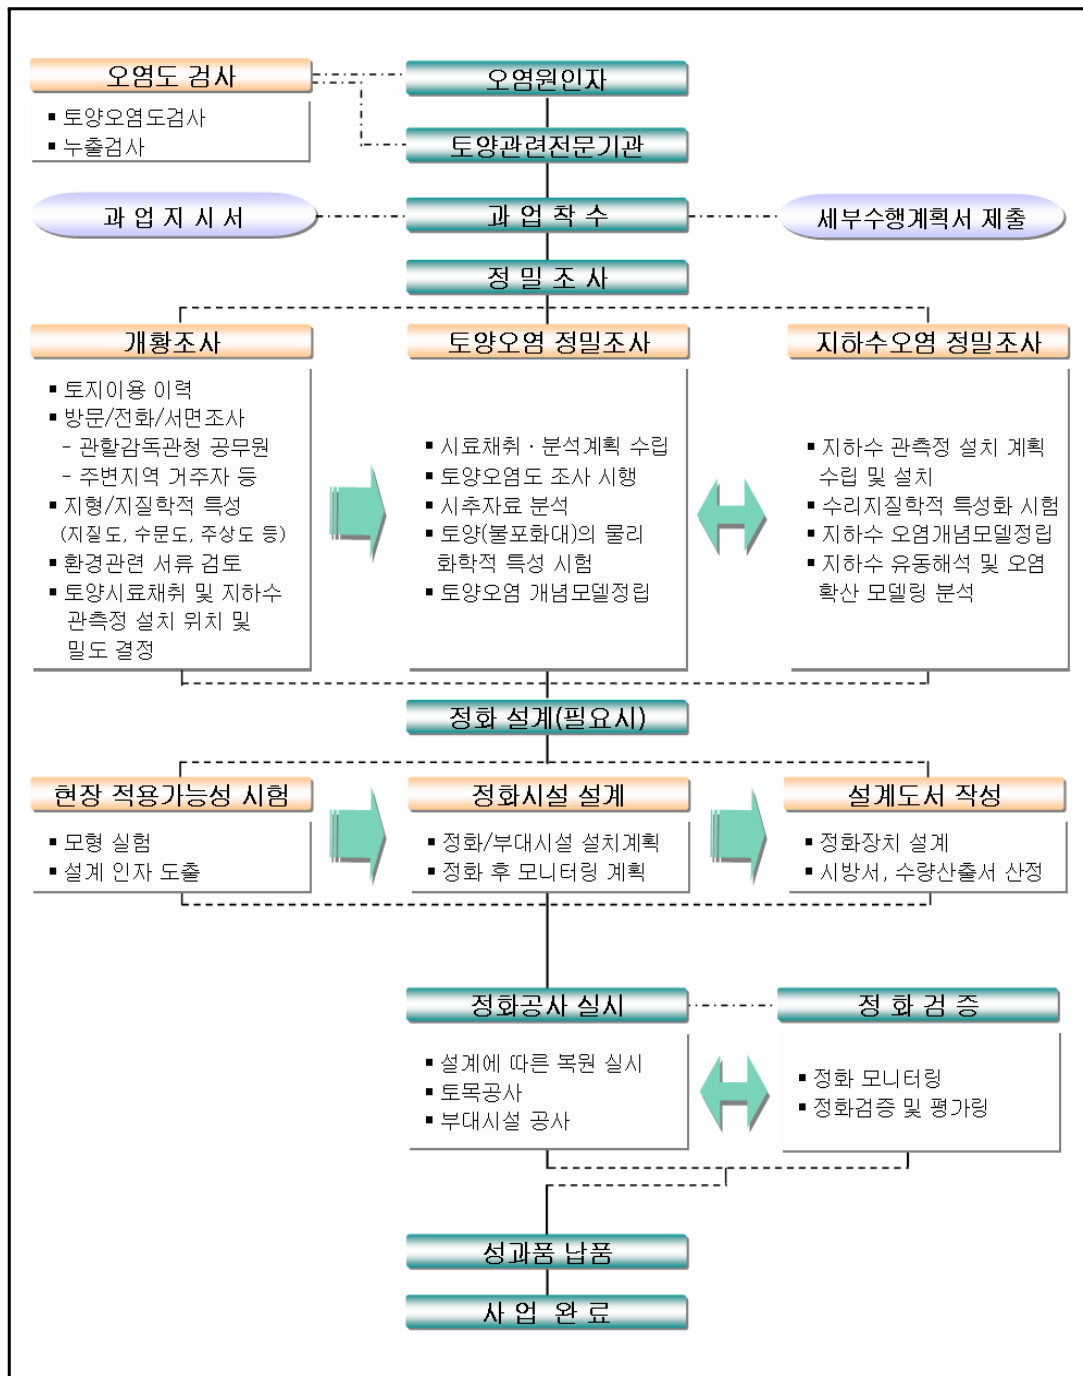 오염도 검사
▪ 토양오염도검사
▪ 누출검사
오염원인자
토양관련전문기관
과 업 지 시 서
과 업 착 수
세부수행계획서 제출
정 밀 조 사
개황조사
▪ 토지이용 이력
▪ 방문/전화/서면조사
- 관할감독관청 공무원
- 주변지역 거주자 등
▪ 지형/지질학적 특성
(지질도, 수문도, 주상도 등)
▪ 환경관련 서류 검토
▪ 토양시료채취 및 지하수
관측정 설치 위치 및
밀도 결정
토양오염 정밀조사
▪ 시료채취 · 분석계획 수립
▪ 토양오염도 조사 시행
▪ 시추자료 분석
▪ 토양(불포화대)의 물리
화학적 특성 시험
▪ 토양오염 개념모델정립
지하수오염 정밀조사
▪ 지하수 관측정 설치 계획
수립 및 설치
▪ 수리지질학적 특성화 시험
▪ 지하수 오염개념모델정립
▪ 지하수 유동해석 및 오염
확산 모델링 분석
정화 설계(필요시)
현장 적용가능성 시험
▪ 모형 실험
▪ 설계 인자 도출
정화시설 설계
▪ 정화/부대시설 설치계획
▪ 정화 후 모니터링 계획
설계도서 작성
▪ 정화장치 설계
▪ 시방서, 수량산출서 산정
정화공사 실시
▪ 설계에 따른 복원 실시
▪ 토목공사
▪ 부대시설 공사
정 화 검 증
▪ 정화 모니터링
▪ 정화검증 및 평가링
성과품 납품
사 업 완 료